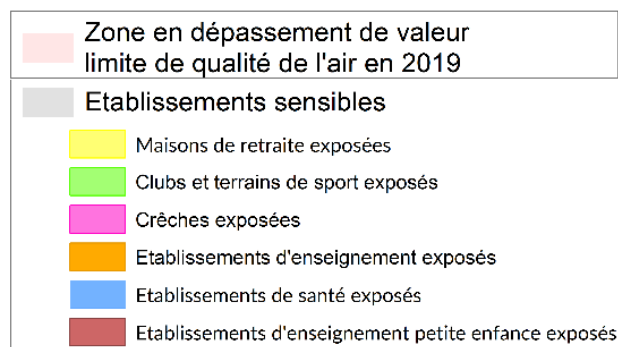 Zone en dépassement de valeur
limite de qualité de l'air en 2019
Etablissements sensibles
Maisons de retraite exposées
Clubs et terrains de sport exposés
Crêches exposées
Etablissements d'enseignement exposés
Etablissements de santé exposés
Etablissements d'enseignement petite enfance exposés